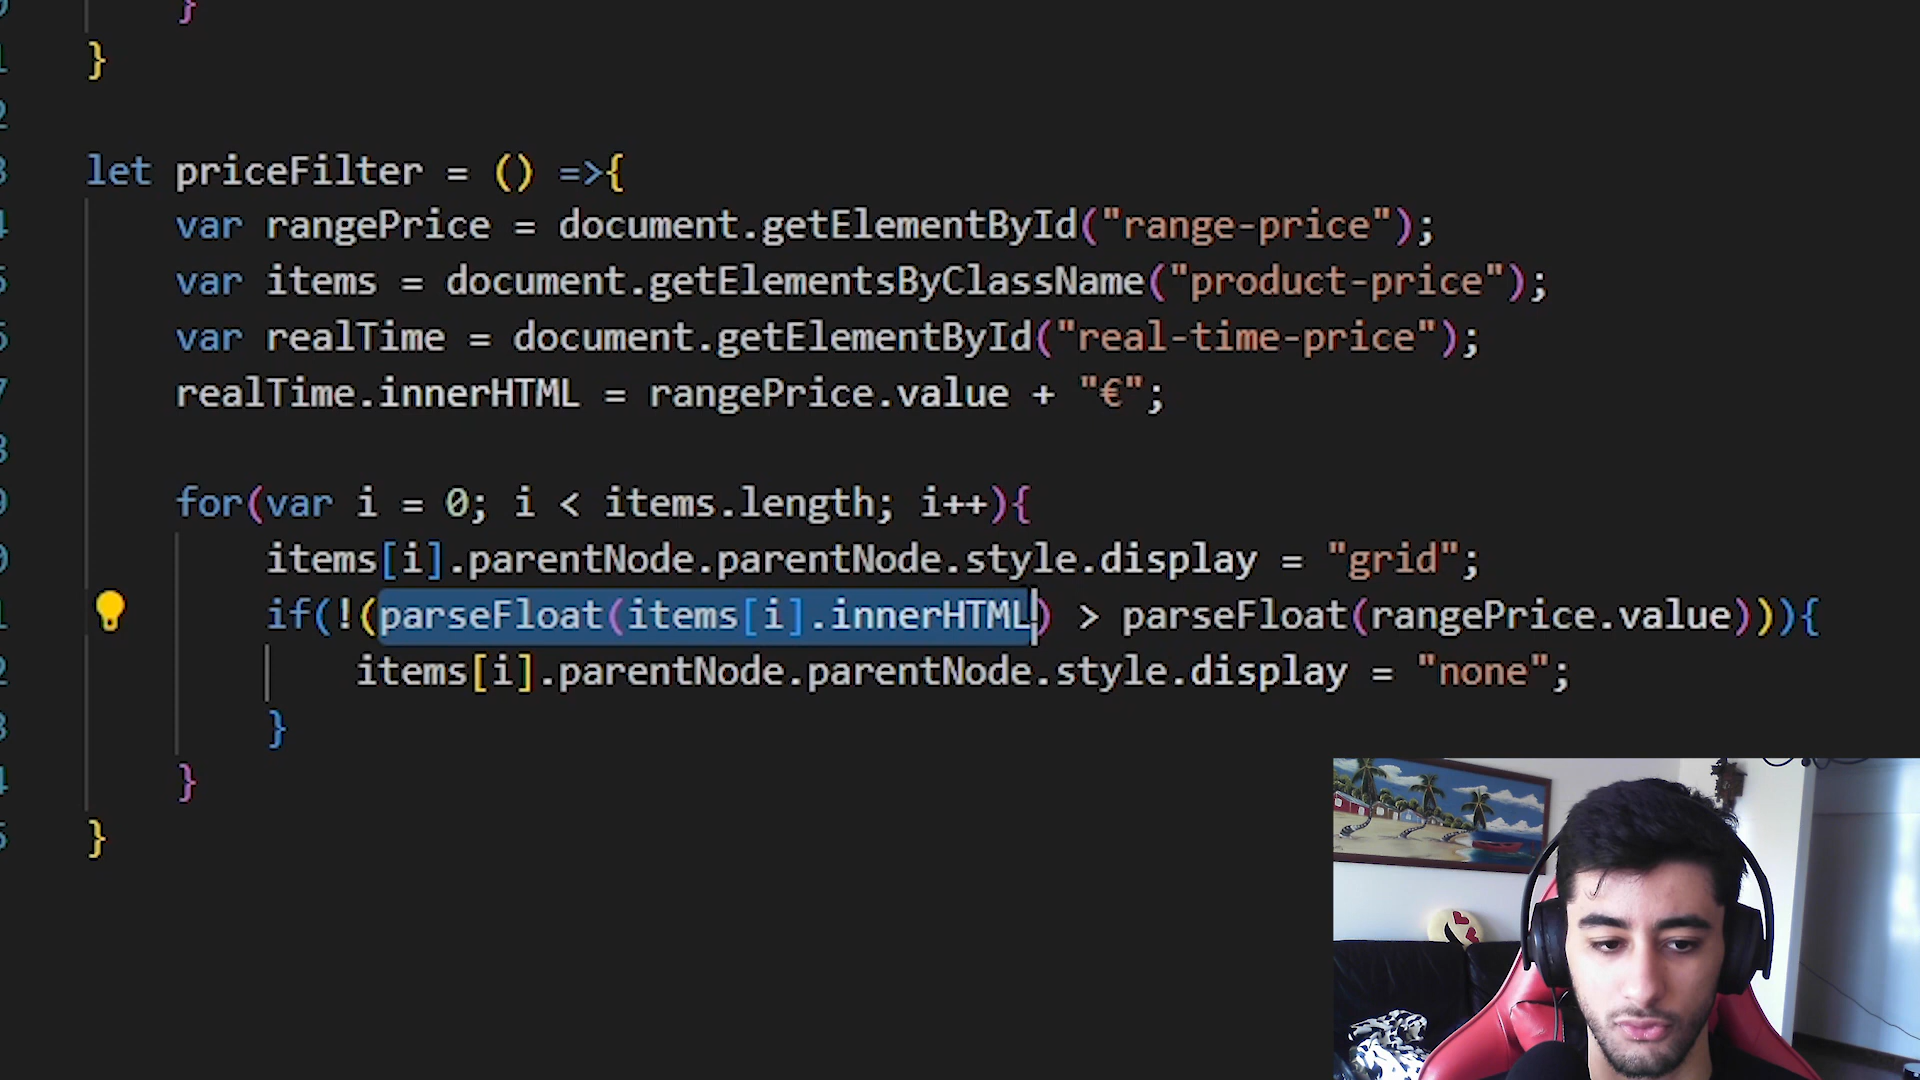 }
}
let priceFilter = () =>{
var rangePrice = document.getElementById("range-price");
var items = document.getElementsByClassName("product-price");
var realTime = document.getElementById("real-time-price");
realTime.innerHTML = rangePrice.value + "€";
for(var i = 0; i < items.length; i++){
items[i].parentNode.parentNode.style.display = "grid";
if(!(parseFloat(items[i].innerHTML) > parseFloat(rangePrice.value))){
items[i].parentNode.parentNode.style.display = "none";
}
}
}